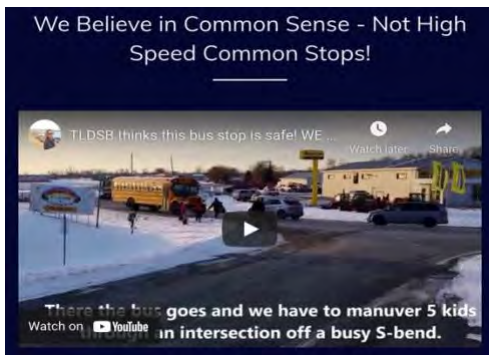 We Believe in Common Sense - Not High
Speed Common Stops!
TLDSB thinks this bus stop is safe! WE ...
Watch later
Share
There the bus goes and we have to manuver 5 kids
through an intersection off a busy S-bend.
Watch on YouTube